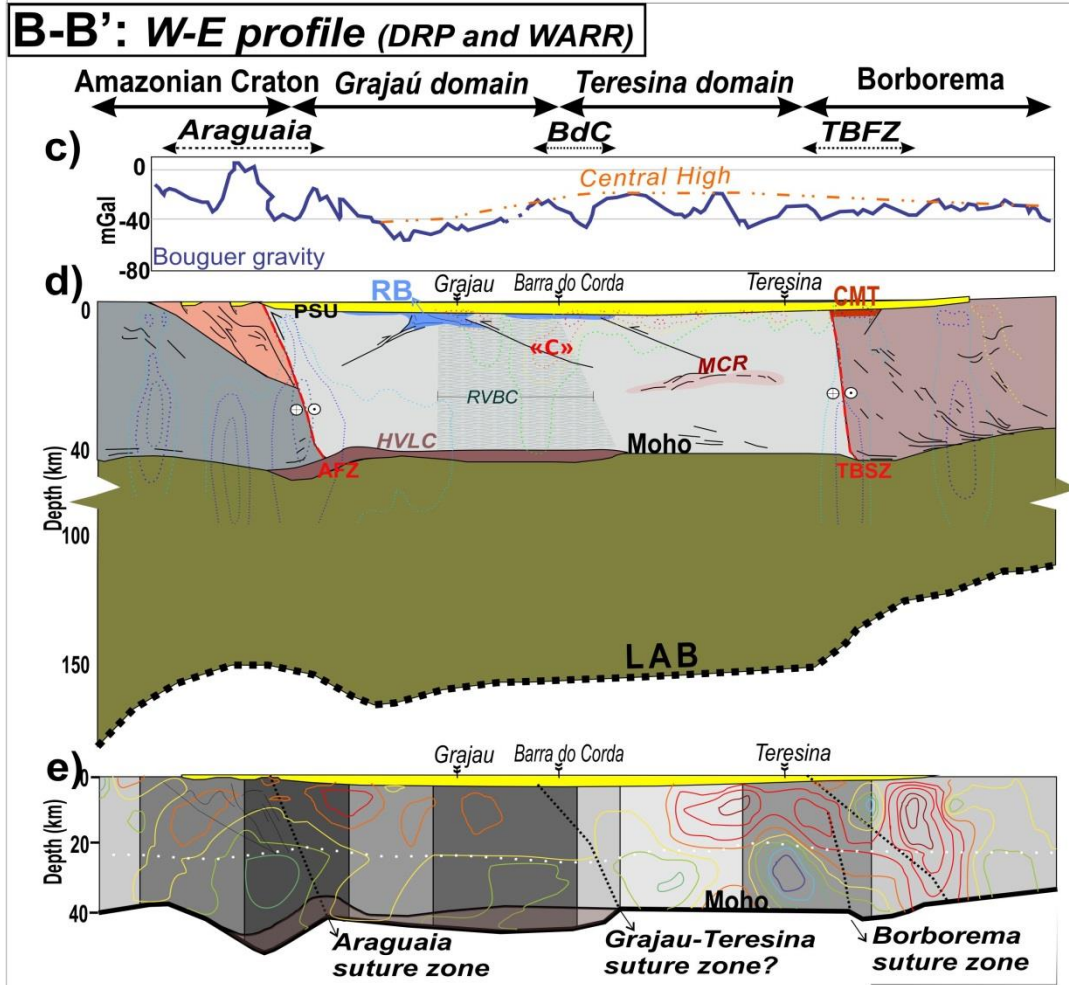 B-B’: W-E profile (DRP and WARR)
Amazonian Craton Grajaú domain Teresina domain Borborema
Araguaia BdC TBFZ
c)
0
-40
-80
mGal
Central High
Bouguer gravity
d)
Grajau Barra do Corda Teresina
RB
CMT
PSU
«C»
MCR
RVBC
HVLC
Moho
AFZ
TBSZ
0
20
40
100
150
Depth (km)
LAB
e)
Grajau Barra do Corda Teresina
0
20
40
Depth (km)
Moho
Araguaia
suture zone
Grajau-Teresina
suture zone?
Borborema
suture zone